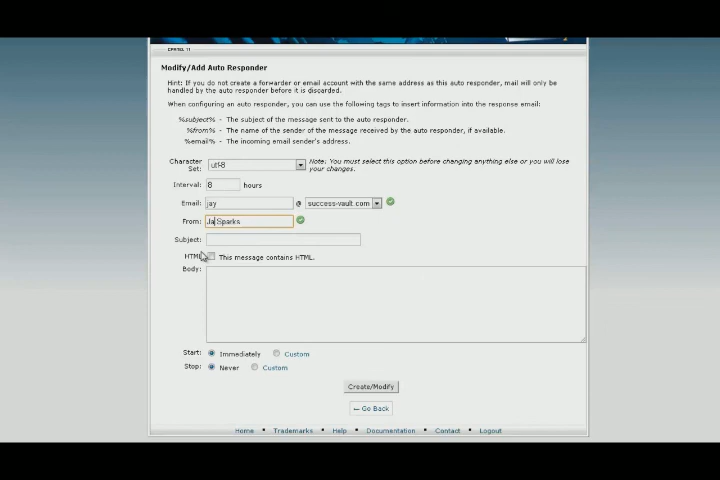 CPANEL 11
Modify/Add Auto Responder
Hint: If you do not create a forwarder or email account with the same address as this auto responder, mail will only be
handled by the auto responder before it is discarded.
When configuring an auto responder, you can use the following tags to insert information into the response email:
%subject% - The subject of the message sent to the auto responder.
%from% - The name of the sender of the message received by the auto responder, if available.
%email% - The incoming email sender's address.
Character Set: utf-8 Note: You must select this option before changing anything else or you will lose your changes.
Interval: 8 hours
Email: jay @ success-vault.com
From: Ja Sparks
Subject:
HTML This message contains HTML.
Body:
Start: Immediately Custom
Stop: Never Custom
Create/Modify
← Go Back
Home ▪ Trademarks ▪ Help ▪ Documentation ▪ Contact ▪ Logout